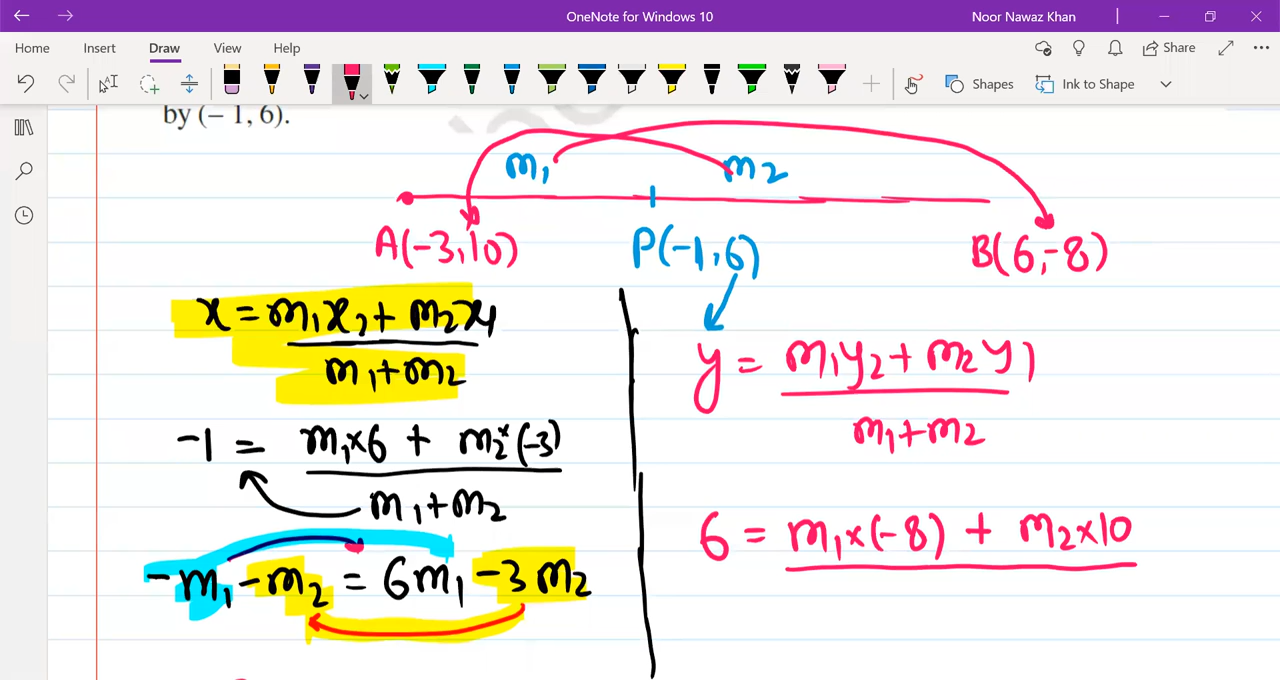 OneNote for Windows 10
Noor Nawaz Khan
Home Insert Draw View Help
Share
Shapes
Ink to Shape
by (– 1, 6).
m₁ m₂
A(-3,10) P(-1,6) B(6,-8)
x = m₁x₂ + m₂x₁
m₁+m₂
-1 = m₁×6 + m₂×(-3)
m₁+m₂
-m₁ -m₂ = 6m₁ -3m₂
y = m₁y₂ + m₂y₁
m₁+m₂
6 = m₁×(-8) + m₂×10